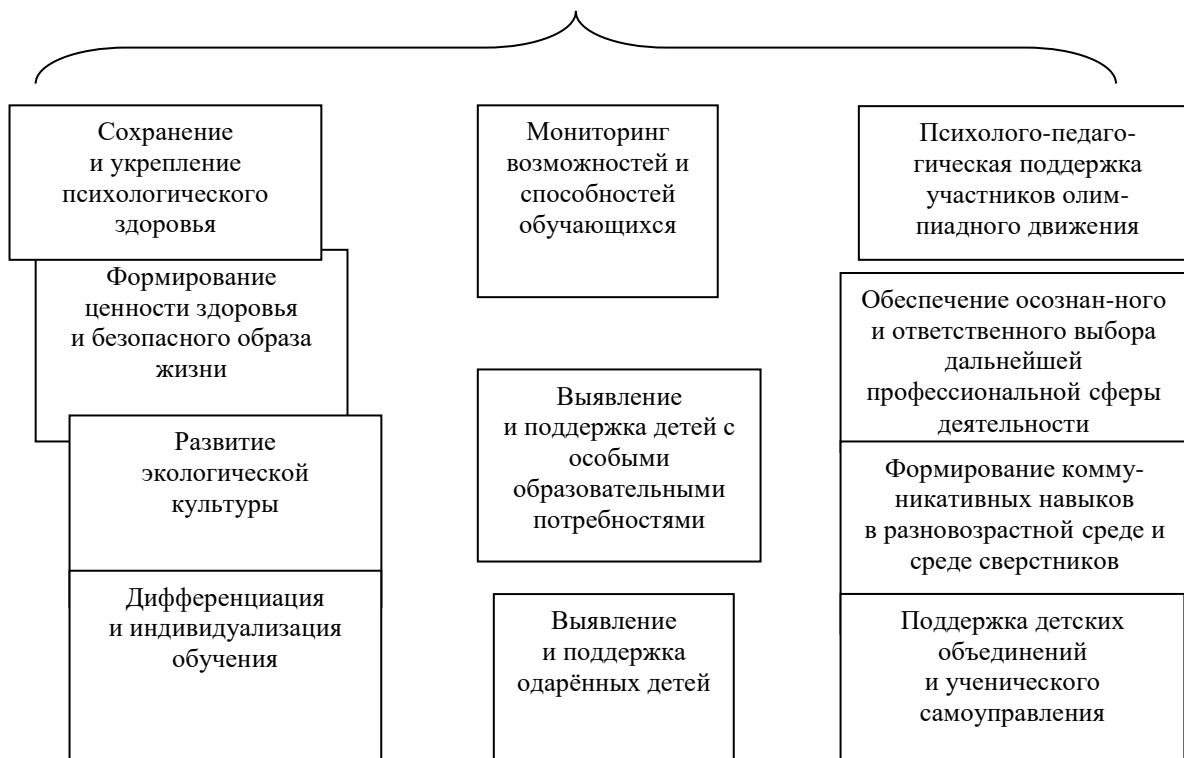 Сохранение
и укрепление
психологического
здоровья
Формирование
ценности здоровья
и безопасного образа
жизни
Развитие
экологической
культуры
Дифференциация
и индивидуализация
обучения
Мониторинг
возможностей и
способностей
обучающихся
Выявление
и поддержка детей с
особыми
образовательными
потребностями
Выявление
и поддержка
одарённых детей
Психолого-педаго-
гическая поддержка
участников олим-
пиадного движения
Обеспечение осознан-ного
и ответственного выбора
дальнейшей
профессиональной сферы
деятельности
Формирование комму-
никативных навыков
в разновозрастной среде и
среде сверстников
Поддержка детских
объединений
и ученического
самоуправления